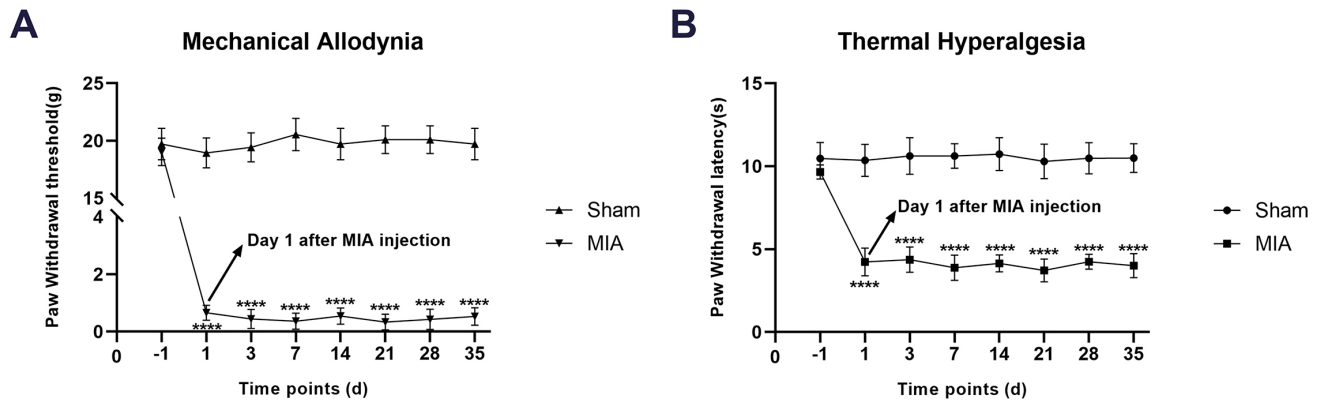 A
Mechanical Allodynia
Paw Withdrawal threshold(g)
25
20
15
4
2
0
Day 1 after MIA injection
****
**** **** **** **** **** ****
0 -1 1 3 7 14 21 28 35
Time points (d)
Sham
MIA
B
Thermal Hyperalgesia
Paw Withdrawal latency(s)
15
10
5
0
Day 1 after MIA injection
****
**** **** **** **** **** ****
0 -1 1 3 7 14 21 28 35
Time points (d)
Sham
MIA